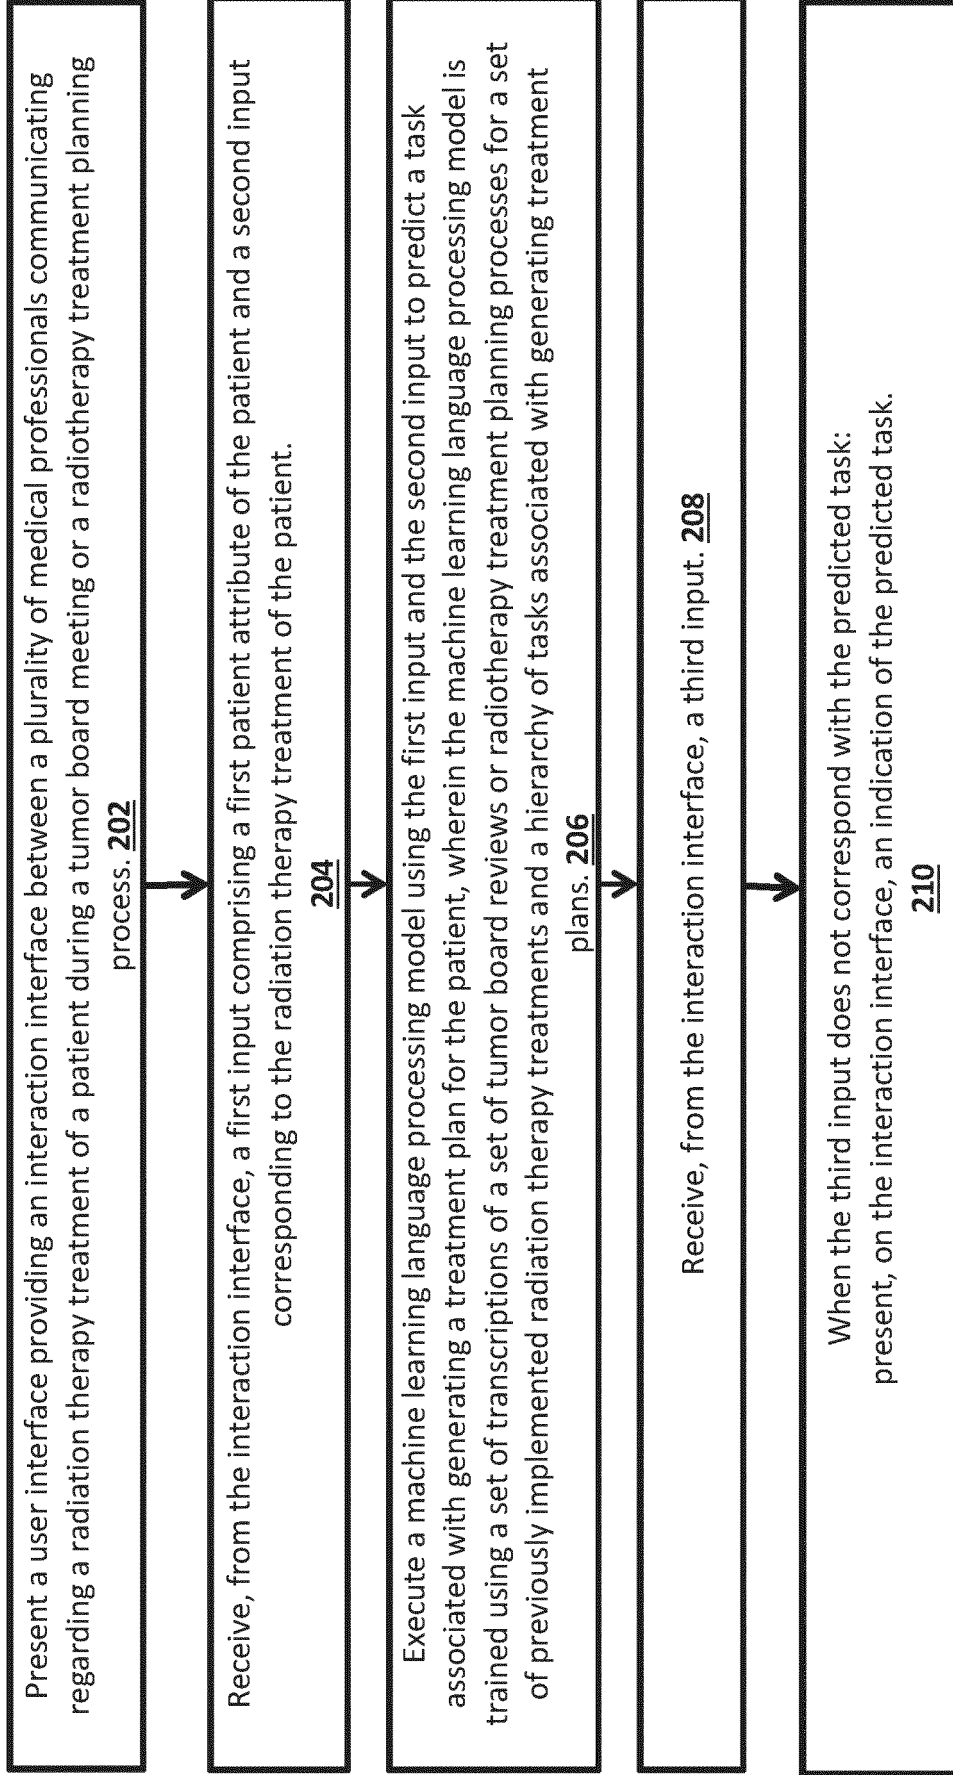 Present a user interface providing an interaction interface between a plurality of medical professionals communicating
regarding a radiation therapy treatment of a patient during a tumor board meeting or a radiotherapy treatment planning
process. 202
Receive, from the interaction interface, a first input comprising a first patient attribute of the patient and a second input
corresponding to the radiation therapy treatment of the patient.
204
Execute a machine learning language processing model using the first input and the second input to predict a task
associated with generating a treatment plan for the patient, wherein the machine learning language processing model is
trained using a set of transcriptions of a set of tumor board reviews or radiotherapy treatment planning processes for a set
of previously implemented radiation therapy treatments and a hierarchy of tasks associated with generating treatment
plans. 206
Receive, from the interaction interface, a third input. 208
When the third input does not correspond with the predicted task:
present, on the interaction interface, an indication of the predicted task.
210